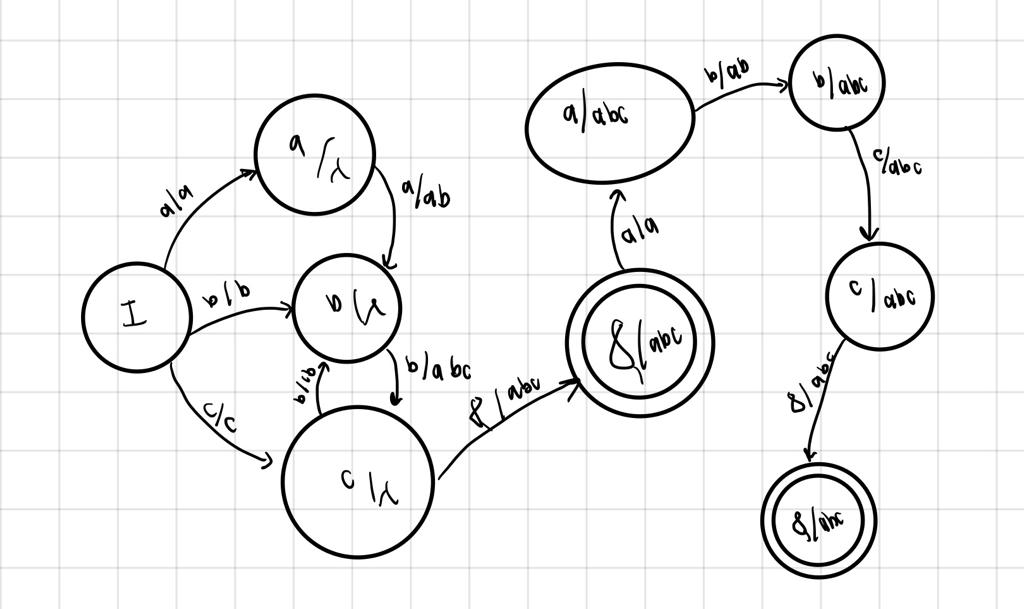 a/λ
a/a
a/ab
I
b/b
b/λ
c/c
b/abc
c/λ
&/abc
&/abc
a/a
a/abc
b/ab
b/abc
c/abc
c/abc
&/abc
&/abc